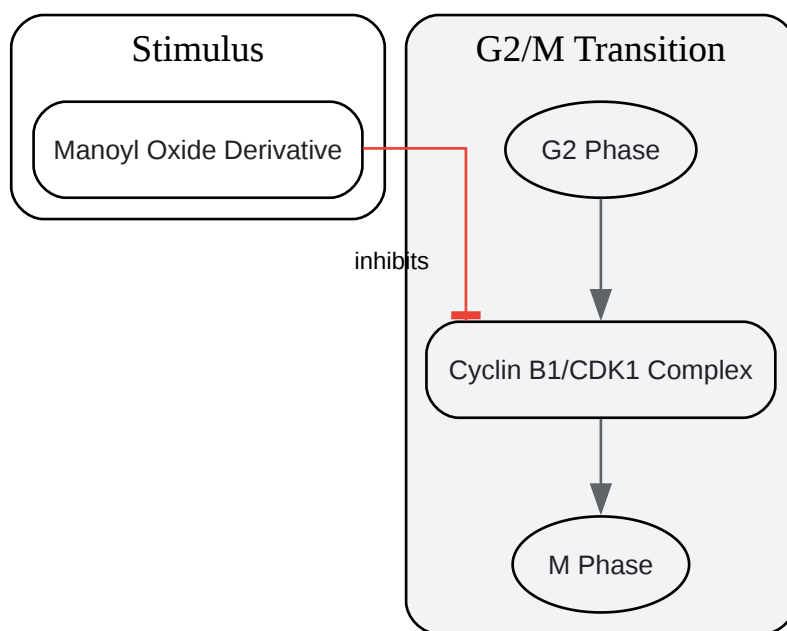 Stimulus
G2/M Transition
Manoyl Oxide Derivative
G2 Phase
inhibits
Cyclin B1/CDK1 Complex
M Phase